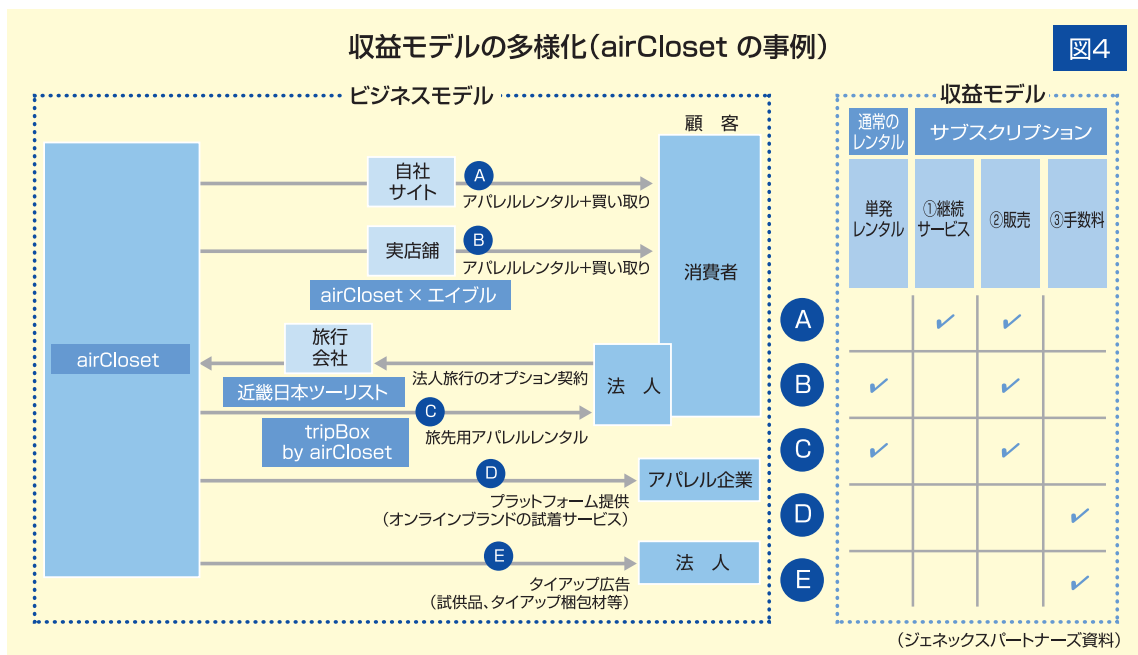 収益モデルの多様化(airCloset の事例)
図4
ビジネスモデル
顧 客
airCloset
自社
サイト
A
アパレルレンタル+買い取り
実店舗
B
アパレルレンタル+買い取り
airCloset × エイブル
消費者
旅行
会社
法人旅行のオプション契約
近畿日本ツーリスト
法 人
C
旅先用アパレルレンタル
tripBox
by airCloset
D
アパレル企業
プラットフォーム提供
(オンラインブランドの試着サービス)
E
法 人
タイアップ広告
(試供品、タイアップ梱包材等)
収益モデル
通常の
レンタル
サブスクリプション
単発
レンタル
①継続
サービス
②販売
③手数料
A
✓ ✓
B
✓ ✓
C
✓ ✓
D
✓
E
✓
(ジェネックスパートナーズ資料)